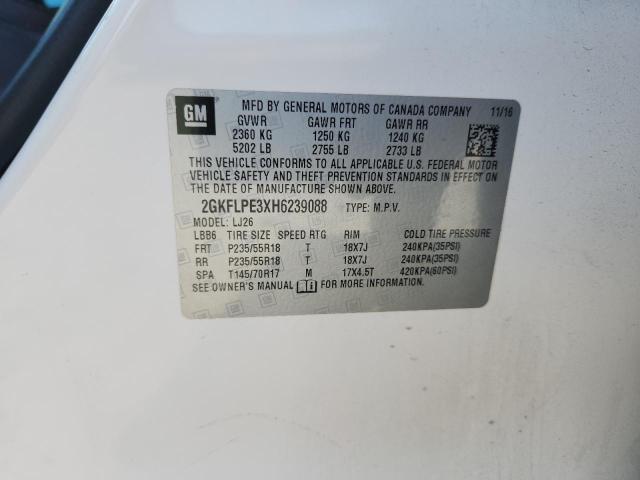 GM
MFD BY GENERAL MOTORS OF CANADA COMPANY 11/16
GVWR GAWR FRT GAWR RR
2360 KG 1250 KG 1240 KG
5202 LB 2755 LB 2733 LB
THIS VEHICLE CONFORMS TO ALL APPLICABLE U.S. FEDERAL MOTOR
VEHICLE SAFETY AND THEFT PREVENTION STANDARDS IN EFFECT ON
THE DATE OF MANUFACTURE SHOWN ABOVE.
2GKFLPE3XH6239088 TYPE: M.P.V.
MODEL: LJ26
LBB6 TIRE SIZE SPEED RTG RIM COLD TIRE PRESSURE
FRT P235/55R18 T 18X7J 240KPA(35PSI)
RR P235/55R18 T 18X7J 240KPA(35PSI)
SPA T145/70R17 M 17X4.5T 420KPA(60PSI)
SEE OWNER'S MANUAL FOR MORE INFORMATION.